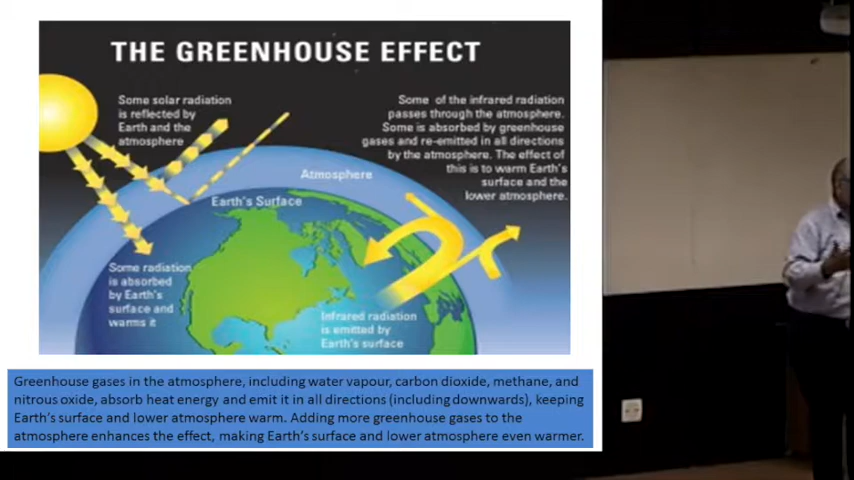 THE GREENHOUSE EFFECT
Some solar radiation
is reflected by
Earth and the
atmosphere
Some of the infrared radiation
passes through the atmosphere.
Some is absorbed by greenhouse
gases and re-emitted in all directions
by the atmosphere. The effect of
this is to warm Earth's
surface and the
lower atmosphere.
Atmosphere
Earth's Surface
Some radiation
is absorbed
by Earth's
surface and
warms it
Infrared radiation
is emitted by
Earth's surface
Greenhouse gases in the atmosphere, including water vapour, carbon dioxide, methane, and
nitrous oxide, absorb heat energy and emit it in all directions (including downwards), keeping
Earth's surface and lower atmosphere warm. Adding more greenhouse gases to the
atmosphere enhances the effect, making Earth's surface and lower atmosphere even warmer.